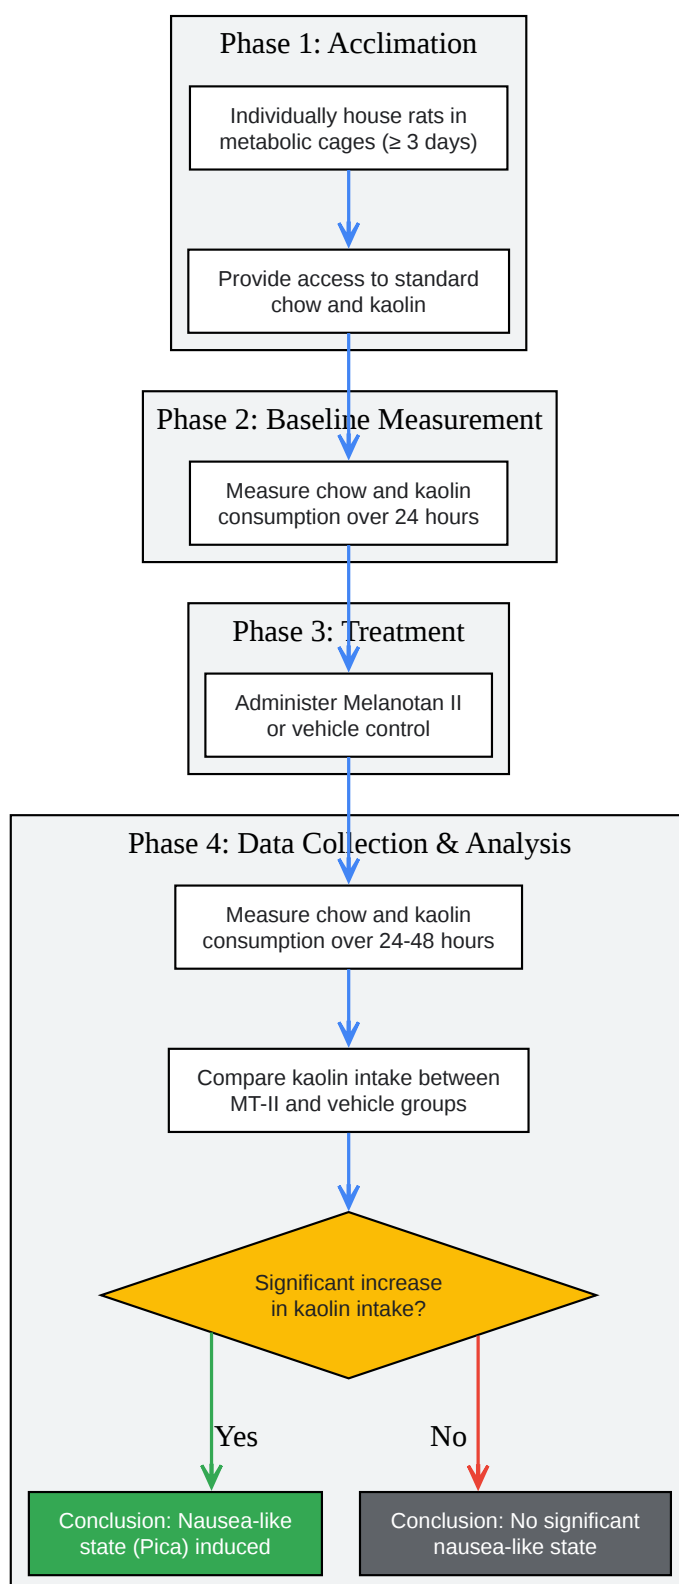 Phase 1: Acclimation
Individually house rats in
metabolic cages (≥ 3 days)
Provide access to standard
chow and kaolin
Phase 2: Baseline Measurement
Measure chow and kaolin
consumption over 24 hours
Phase 3: Treatment
Administer Melanotan II
or vehicle control
Phase 4: Data Collection & Analysis
Measure chow and kaolin
consumption over 24-48 hours
Compare kaolin intake between
MT-II and vehicle groups
Significant increase
in kaolin intake?
Yes
No
Conclusion: Nausea-like
state (Pica) induced
Conclusion: No significant
nausea-like state